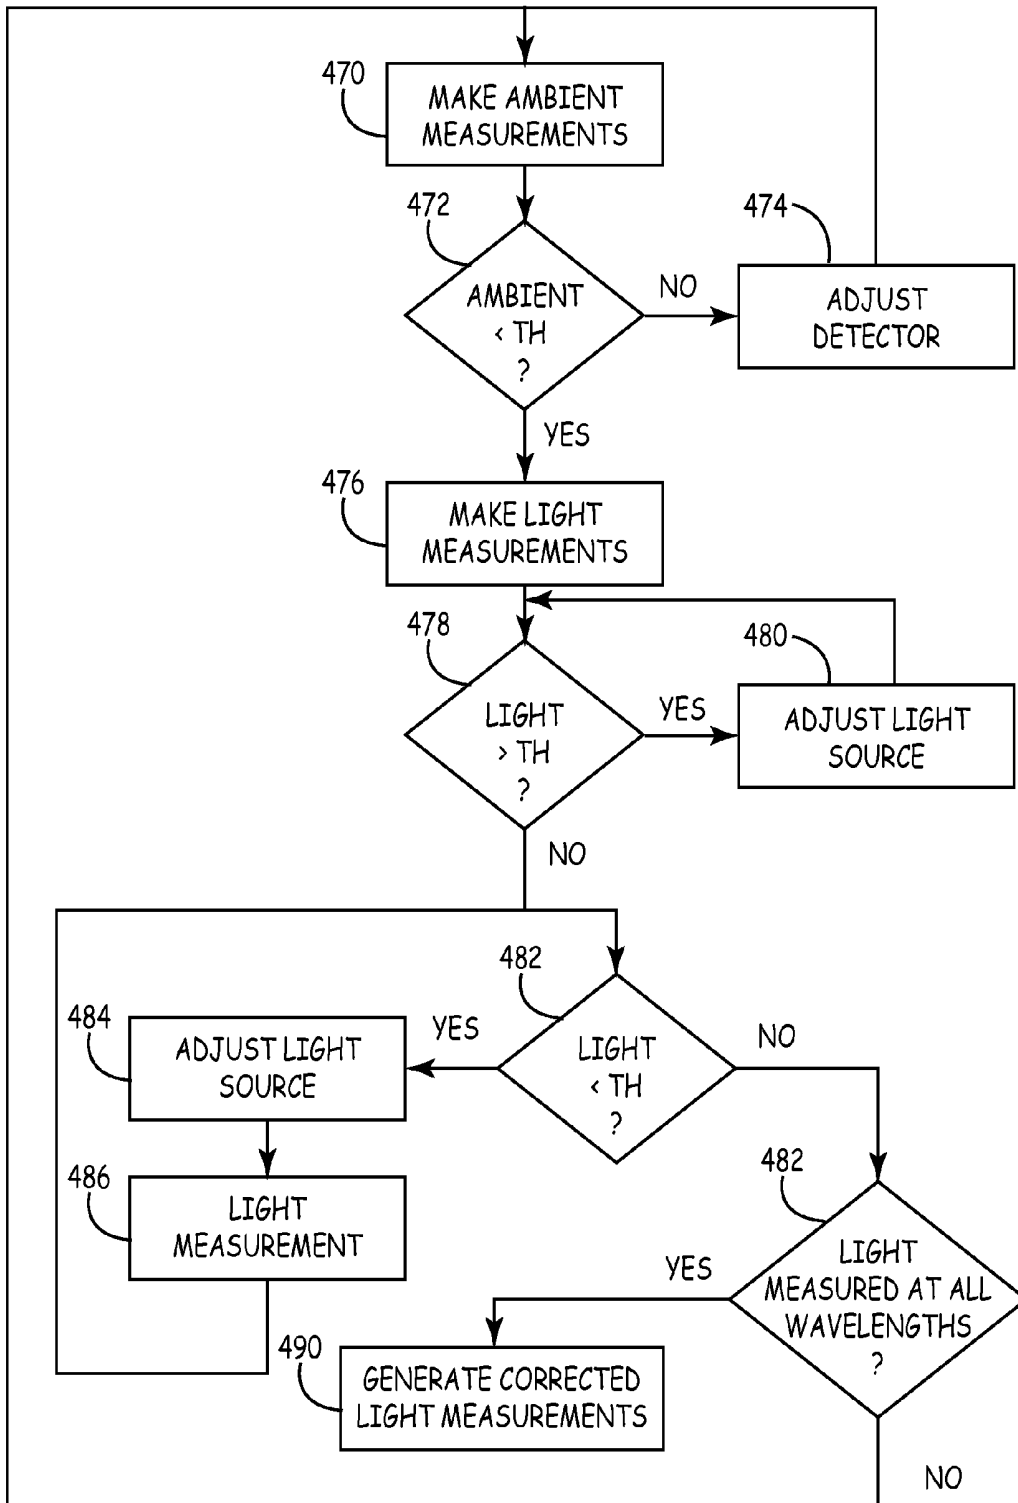 470
MAKE AMBIENT
MEASUREMENTS
472
AMBIENT
< TH
?
NO
474
ADJUST
DETECTOR
YES
476
MAKE LIGHT
MEASUREMENTS
478
LIGHT
> TH
?
YES
480
ADJUST LIGHT
SOURCE
NO
482
LIGHT
< TH
?
YES
484
ADJUST LIGHT
SOURCE
486
LIGHT
MEASUREMENT
NO
482
LIGHT
MEASURED AT ALL
WAVELENGTHS
?
YES
490
GENERATE CORRECTED
LIGHT MEASUREMENTS
NO